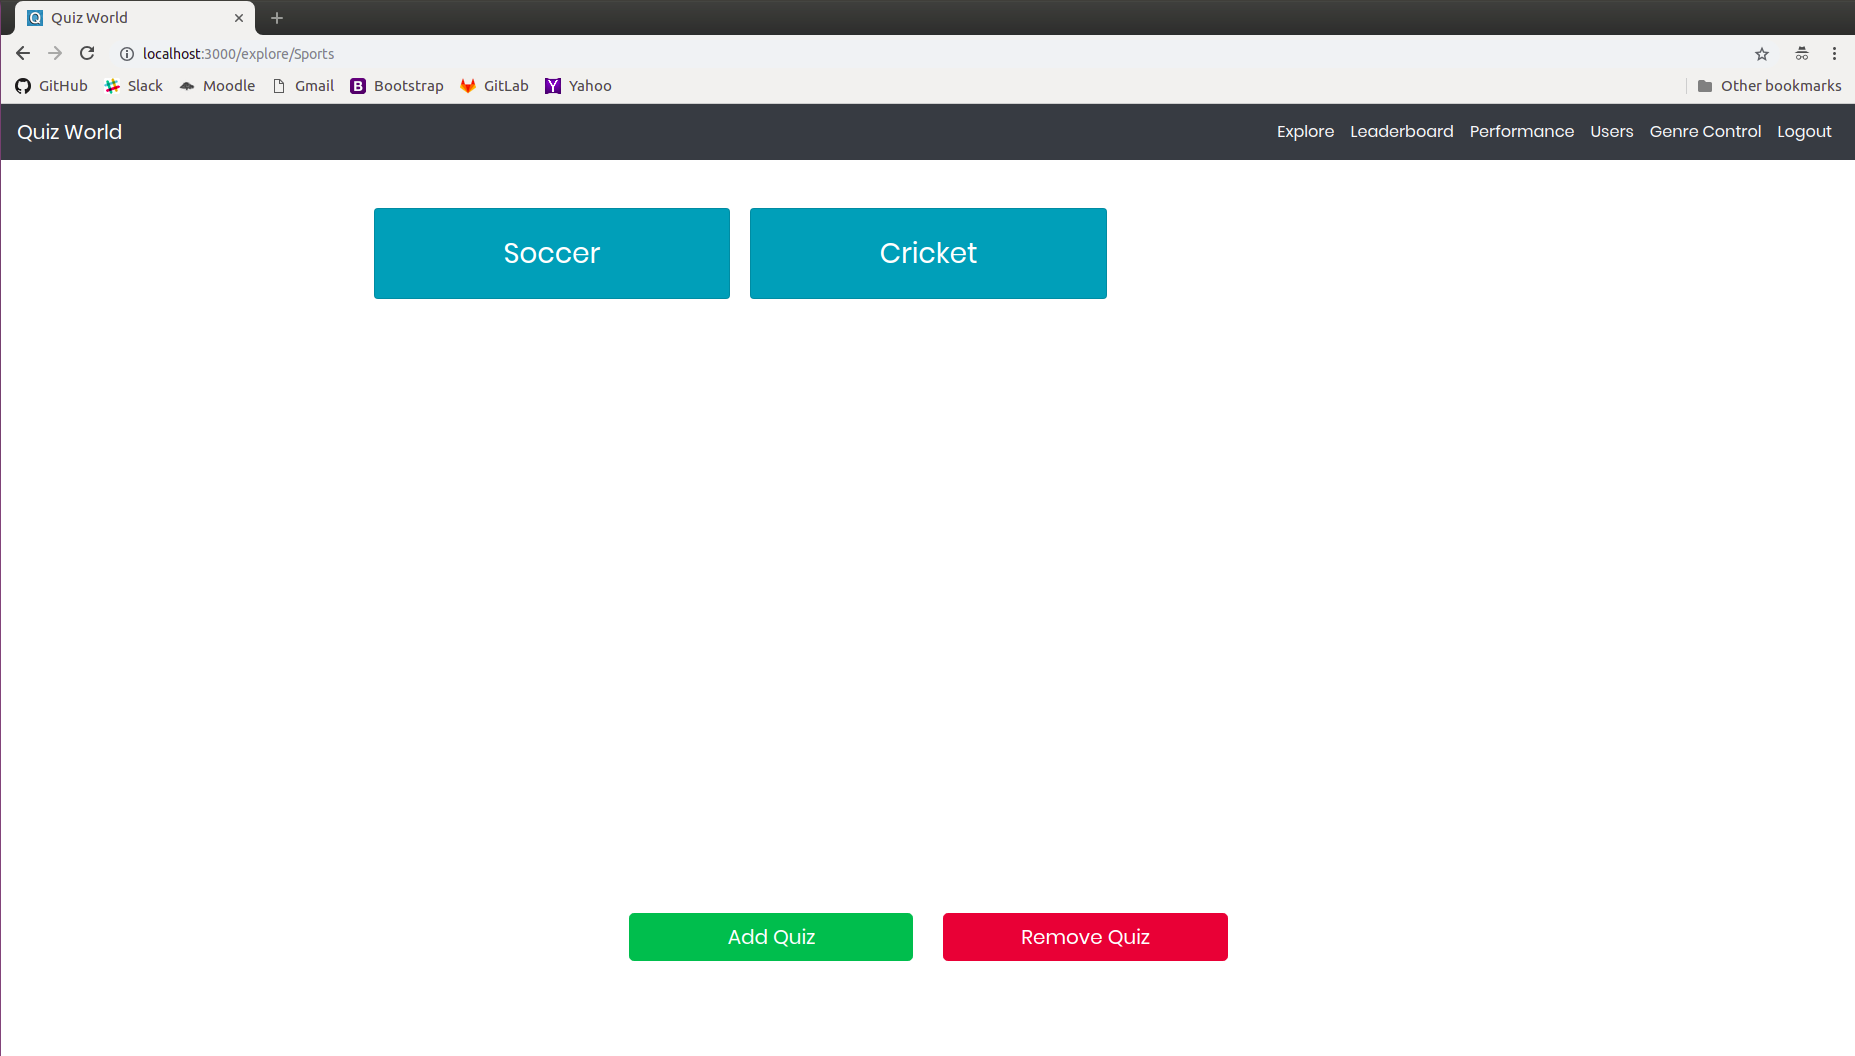 Quiz World
localhost:3000/explore/Sports
GitHub Slack Moodle Gmail Bootstrap GitLab Yahoo Other bookmarks
Quiz World Explore Leaderboard Performance Users Genre Control Logout
Soccer Cricket
Add Quiz Remove Quiz